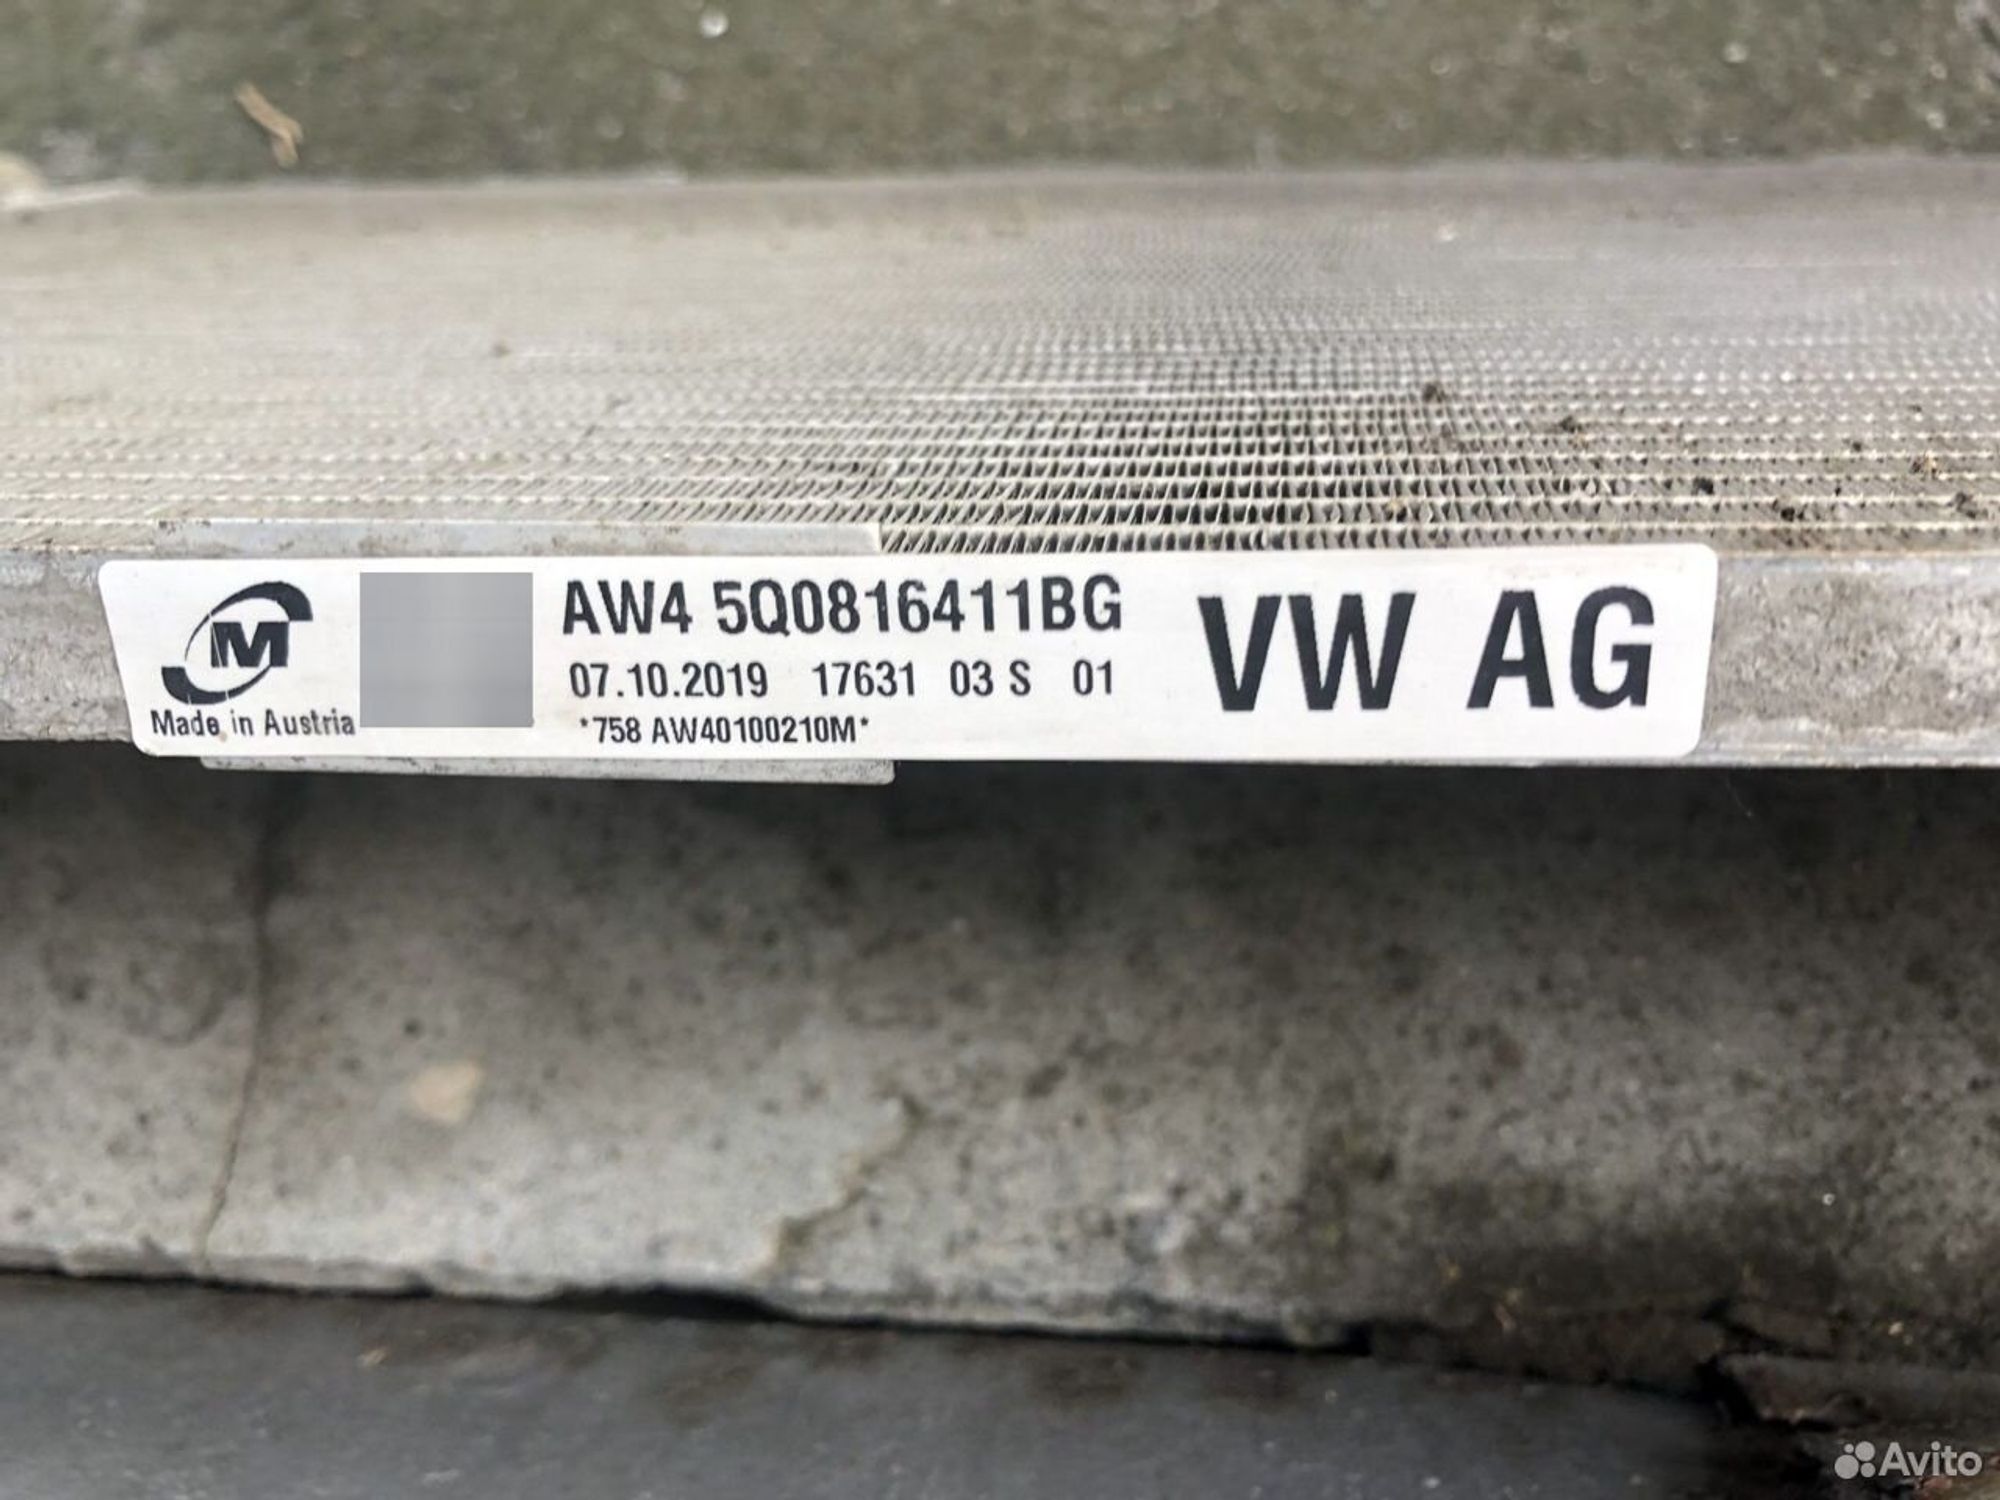 M
Made in Austria
AW4 5Q0816411BG
07.10.2019 17631 03 S 01
*758 AW40100210M*
VW AG
Avito